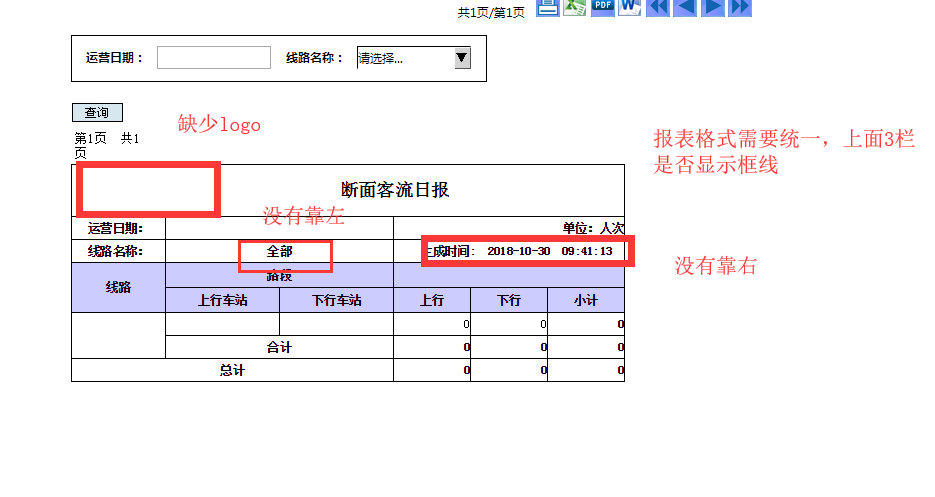 共1页/第1页 PDF W
运营日期： 线路名称： 请选择...
查询
缺少logo
第1页 共1
页
报表格式需要统一，上面3栏
是否显示框线
断面客流日报
没有靠左
运营日期: 单位: 人次
线路名称: 全部 生成时间: 2018-10-30 09:41:13
没有靠右
线路 路段
上行车站 下行车站 上行 下行 小计
0 0 0
合计 0 0 0
总计 0 0 0